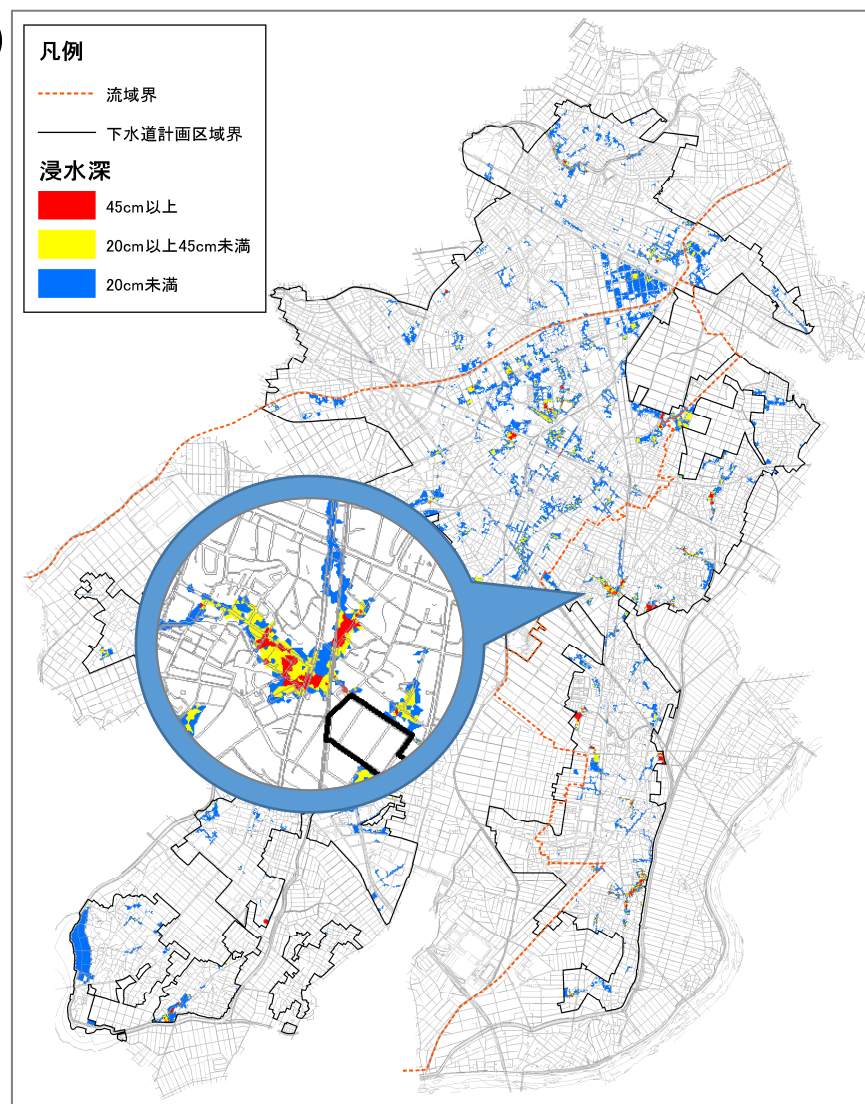 )
凡例
流域界
下水道計画区域界
浸水深
45cm以上
20cm以上45cm未満
20cm未満